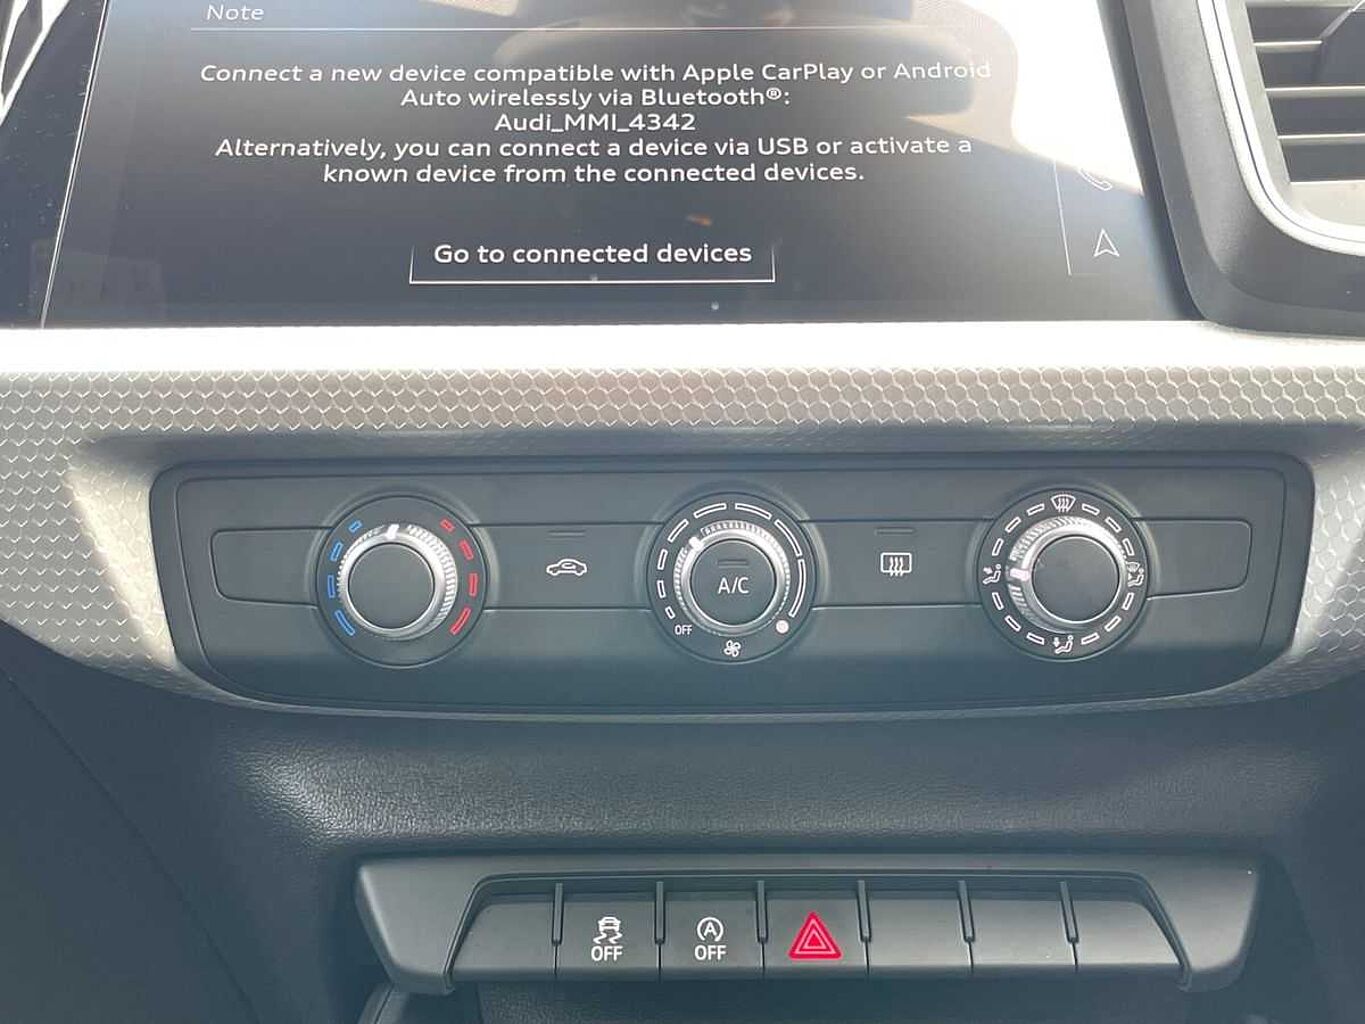 Note
Connect a new device compatible with Apple CarPlay or Android
Auto wirelessly via Bluetooth®:
Audi_MMI_4342
Alternatively, you can connect a device via USB or activate a
known device from the connected devices.
Go to connected devices
A/C
OFF
OFF
A
OFF